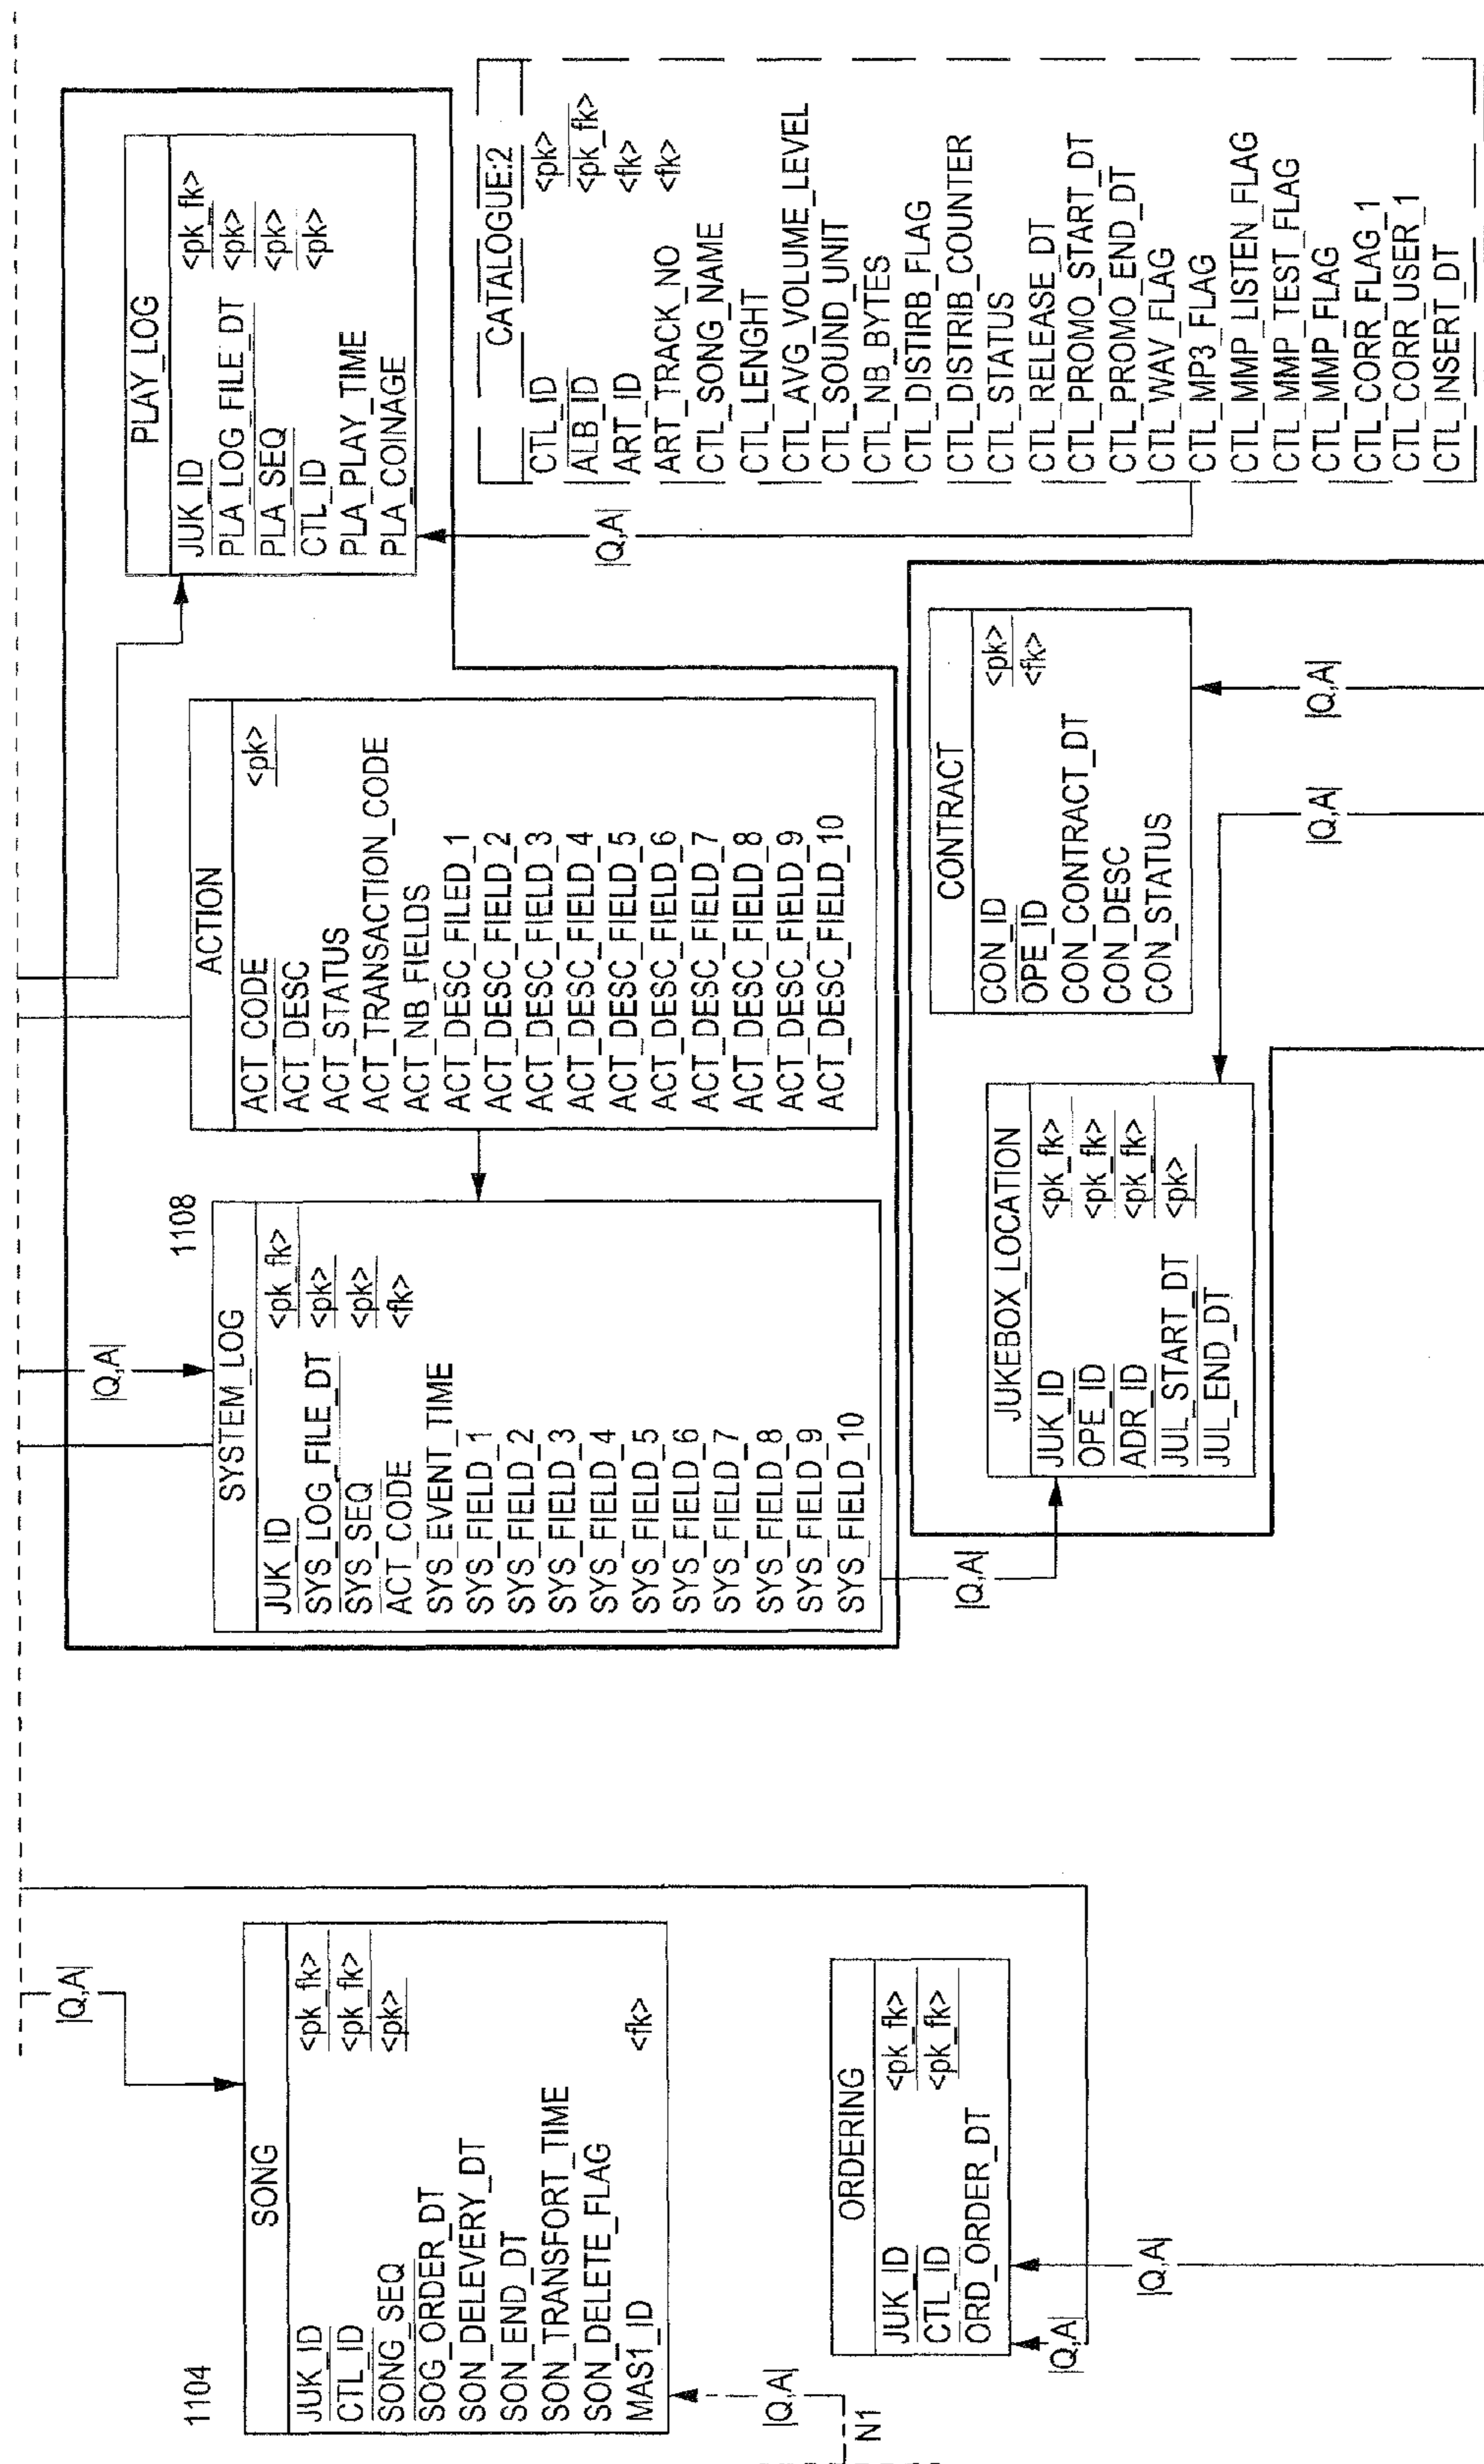 1104
SONG
JUK_ID <pk_fk>
CTL_ID <pk_fk>
SONG_SEQ <pk>
SOG_ORDER_DT
SON_DELEVERY_DT
SON_END_DT
SON_TRANSFORT_TIME
SON_DELETE_FLAG
MAS1_ID <fk>
|Q,A|
|Q,A|
N1
ORDERING
JUK_ID <pk_fk>
CTL_ID <pk_fk>
ORD_ORDER_DT
|Q,A|
|Q,A|
|Q,A|
1108
SYSTEM_LOG
JUK_ID <pk_fk>
SYS_LOG_FILE_DT <pk>
SYS_SEQ <pk>
ACT_CODE <fk>
SYS_EVENT_TIME
SYS_FIELD_1
SYS_FIELD_2
SYS_FIELD_3
SYS_FIELD_4
SYS_FIELD_5
SYS_FIELD_6
SYS_FIELD_7
SYS_FIELD_8
SYS_FIELD_9
SYS_FIELD_10
|Q,A|
ACTION
ACT_CODE <pk>
ACT_DESC
ACT_STATUS
ACT_TRANSACTION_CODE
ACT_NB_FIELDS
ACT_DESC_FILED_1
ACT_DESC_FIELD_2
ACT_DESC_FIELD_3
ACT_DESC_FIELD_4
ACT_DESC_FIELD_5
ACT_DESC_FIELD_6
ACT_DESC_FIELD_7
ACT_DESC_FIELD_8
ACT_DESC_FIELD_9
ACT_DESC_FIELD_10
PLAY_LOG
JUK_ID <pk_fk>
PLA_LOG_FILE_DT <pk>
PLA_SEQ <pk>
CTL_ID <pk>
PLA_PLAY_TIME
PLA_COINAGE
|Q,A|
CATALOGUE:2
CTL_ID <pk>
ALB_ID <pk_fk>
ART_ID <fk>
ART_TRACK_NO <fk>
CTL_SONG_NAME
CTL_LENGHT
CTL_AVG_VOLUME_LEVEL
CTL_SOUND_UNIT
CTL_NB_BYTES
CTL_DISTIRB_FLAG
CTL_DISTRIB_COUNTER
CTL_STATUS
CTL_RELEASE_DT
CTL_PROMO_START_DT
CTL_PROMO_END_DT
CTL_WAV_FLAG
CTL_MP3_FLAG
CTL_MMP_LISTEN_FLAG
CTL_MMP_TEST_FLAG
CTL_MMP_FLAG
CTL_CORR_FLAG_1
CTL_CORR_USER_1
CTL_INSERT_DT
JUKEBOX_LOCATION
JUK_ID <pk_fk>
OPE_ID <pk_fk>
ADR_ID <pk_fk>
JUL_START_DT <pk>
JUL_END_DT
|Q,A|
CONTRACT
CON_ID <pk>
OPE_ID <fk>
CON_CONTRACT_DT
CON_DESC
CON_STATUS
|Q,A|